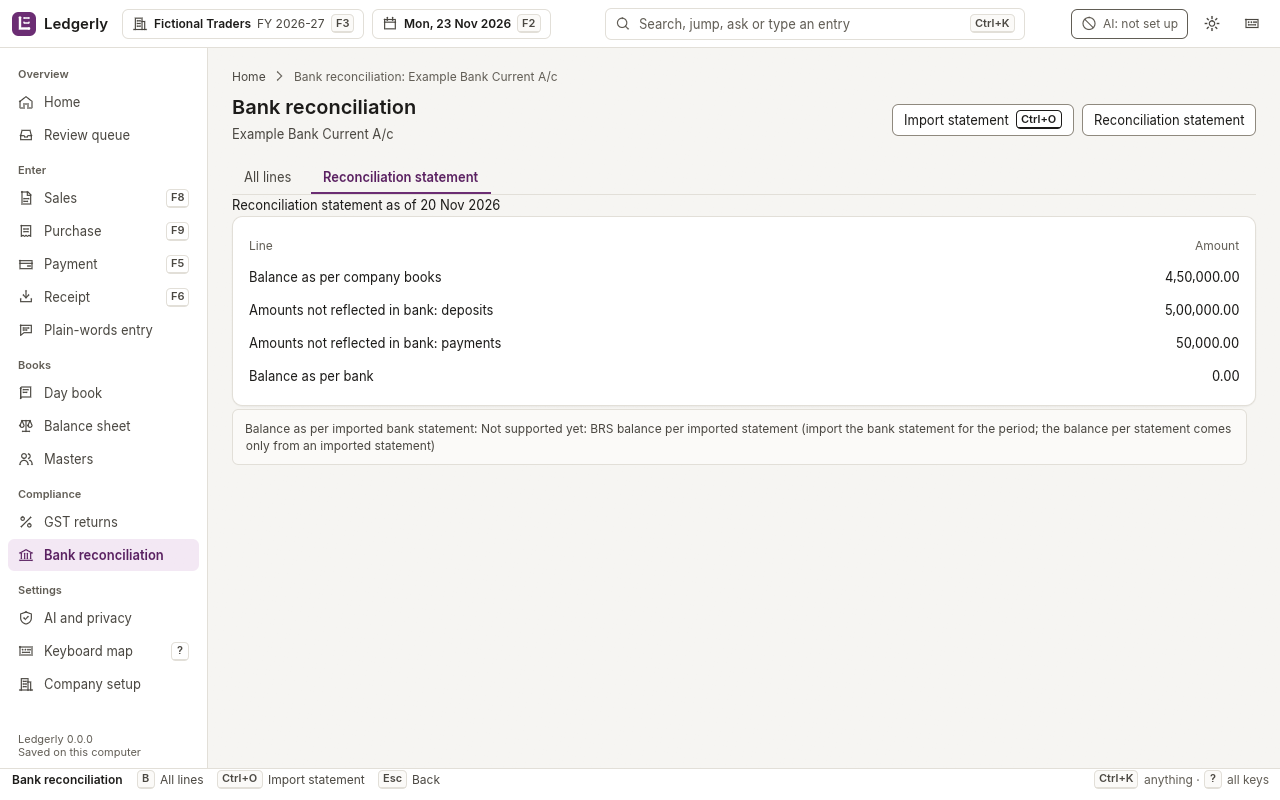 Ledgerly
Fictional Traders FY 2026-27 F3
Mon, 23 Nov 2026 F2
Search, jump, ask or type an entry Ctrl+K
AI: not set up
Overview
Home
Review queue
Enter
Sales F8
Purchase F9
Payment F5
Receipt F6
Plain-words entry
Books
Day book
Balance sheet
Masters
Compliance
GST returns
Bank reconciliation
Settings
AI and privacy
Keyboard map ?
Company setup
Ledgerly 0.0.0
Saved on this computer
Home Bank reconciliation: Example Bank Current A/c
Bank reconciliation
Example Bank Current A/c
Import statement Ctrl+O
Reconciliation statement
All lines Reconciliation statement
Reconciliation statement as of 20 Nov 2026
Line Amount
Balance as per company books 4,50,000.00
Amounts not reflected in bank: deposits 5,00,000.00
Amounts not reflected in bank: payments 50,000.00
Balance as per bank 0.00
Balance as per imported bank statement: Not supported yet: BRS balance per imported statement (import the bank statement for the period; the balance per statement comes
only from an imported statement)
Bank reconciliation B All lines Ctrl+O Import statement Esc Back
Ctrl+K anything · ? all keys